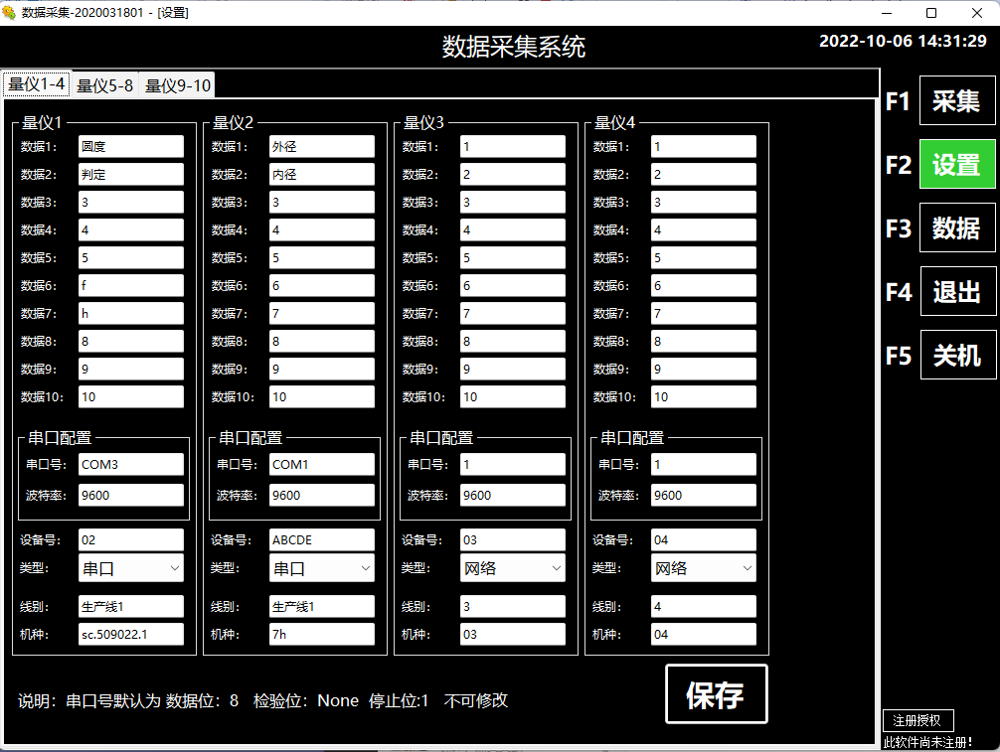 数据采集-2020031801 - [设置]
数据采集系统
2022-10-06 14:31:29
量仪1-4 量仪5-8 量仪9-10
量仪1
数据1: 圆度
数据2: 判定
数据3: 3
数据4: 4
数据5: 5
数据6: f
数据7: h
数据8: 8
数据9: 9
数据10: 10
串口配置
串口号: COM3
波特率: 9600
设备号: 02
类型: 串口
线别: 生产线1
机种: sc.509022.1
量仪2
数据1: 外径
数据2: 内径
数据3: 3
数据4: 4
数据5: 5
数据6: 6
数据7: 7
数据8: 8
数据9: 9
数据10: 10
串口配置
串口号: COM1
波特率: 9600
设备号: ABCDE
类型: 串口
线别: 生产线1
机种: 7h
量仪3
数据1: 1
数据2: 2
数据3: 3
数据4: 4
数据5: 5
数据6: 6
数据7: 7
数据8: 8
数据9: 9
数据10: 10
串口配置
串口号: 1
波特率: 9600
设备号: 03
类型: 网络
线别: 3
机种: 03
量仪4
数据1: 1
数据2: 2
数据3: 3
数据4: 4
数据5: 5
数据6: 6
数据7: 7
数据8: 8
数据9: 9
数据10: 10
串口配置
串口号: 1
波特率: 9600
设备号: 04
类型: 网络
线别: 4
机种: 04
说明：串口号默认为 数据位：8 检验位：None 停止位:1 不可修改
保存
F1 采集
F2 设置
F3 数据
F4 退出
F5 关机
注册授权
此软件尚未注册!